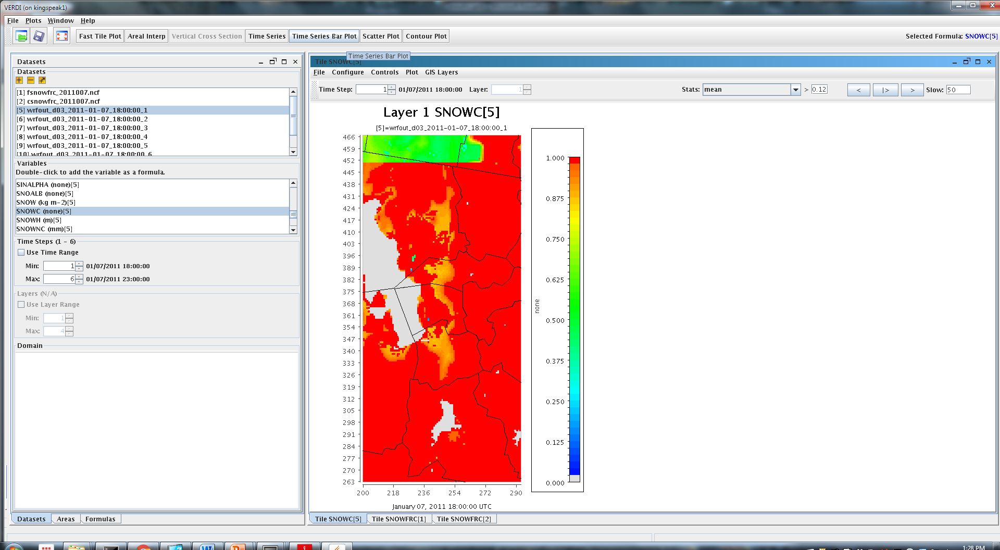 VERDI (on kingspeak1)
File Plots Window Help
Fast Tile Plot Areal Interp Vertical Cross Section Time Series Time Series Bar Plot Scatter Plot Contour Plot Selected Formula: SNOWC[5]
Time Series Bar Plot
Datasets
Datasets
[1] fsnowfrc_2011007.ncf
[2] csnowfrc_2011007.ncf
[5] wrfout_d03_2011-01-07_18:00:00_1
[6] wrfout_d03_2011-01-07_18:00:00_2
[7] wrfout_d03_2011-01-07_18:00:00_3
[8] wrfout_d03_2011-01-07_18:00:00_4
[9] wrfout_d03_2011-01-07_18:00:00_5
[10] wrfout_d03_2011-01-07_18:00:00_6
Variables
Double-click to add the variable as a formula.
SINALPHA (none)[5]
SNOALB (none)[5]
SNOW (kg m-2)[5]
SNOWC (none)[5]
SNOWH (m)[5]
SNOWNC (mm)[5]
Time Steps (1 - 6)
Use Time Range
Min: 1 01/07/2011 18:00:00
Max: 6 01/07/2011 23:00:00
Layers (N/A)
Use Layer Range
Min: 1
Max: 4
Domain
Datasets Areas Formulas
Tile SNOWC[5]
File Configure Controls Plot GIS Layers
Time Step: 1 01/07/2011 18:00:00 Layer: 1 Stats: mean > 0.12 < |> > Slow: 50
Layer 1 SNOWC[5]
[5]=wrfout_d03_2011-01-07_18:00:00_1
466
459
452
445
438
431
424
417
410
403
396
389
382
375
368
361
354
347
340
333
326
319
312
305
298
291
284
277
270
263
200 218 236 254 272 290
January 07, 2011 18:00:00 UTC
none
1.000
0.875
0.750
0.625
0.500
0.375
0.250
0.125
0.000
Tile SNOWC[5] Tile SNOWFRC[1] Tile SNOWFRC[2]
1:28 PM